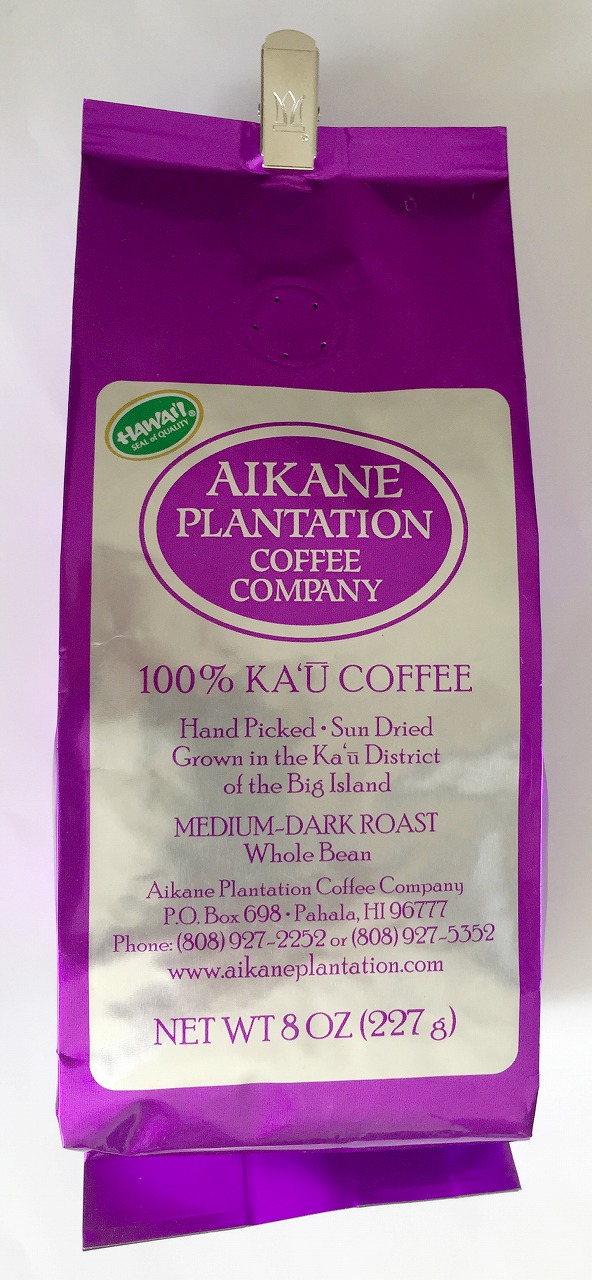 HAWAI'I®
SEAL of QUALITY
AIKANE
PLANTATION
COFFEE
COMPANY
100% KAʻŪ COFFEE
Hand Picked • Sun Dried
Grown in the Kaʻū District
of the Big Island
MEDIUM-DARK ROAST
Whole Bean
Aikane Plantation Coffee Company
P.O. Box 698 • Pahala, HI 96777
Phone: (808) 927-2252 or (808) 927-5352
www.aikaneplantation.com
NET WT 8 OZ (227 g)